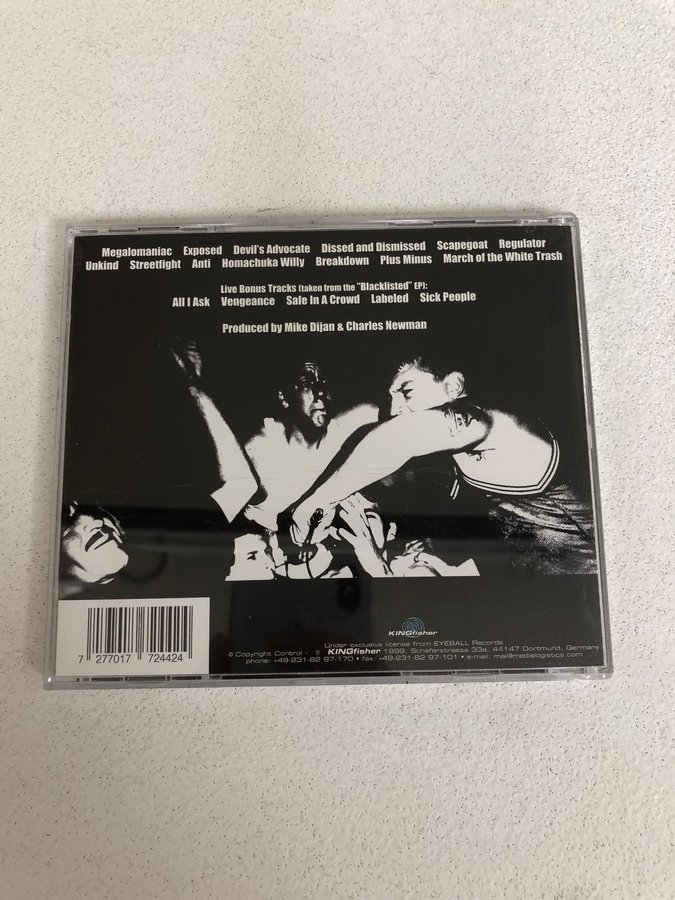 Megalomaniac Exposed Devil's Advocate Dissed and Dismissed Scapegoat Regulator
Unkind Streetfight Anti Homachuka Willy Breakdown Plus Minus March of the White Trash
Live Bonus Tracks (taken from the "Blacklisted" EP):
All I Ask Vengeance Safe In A Crowd Labeled Sick People
Produced by Mike Dijan & Charles Newman
KINGfisher
Under exclusive license from EYEBALL Records
© Copyright Control - ℗ KINGfisher 1999, Schäferstrasse 33a, 44147 Dortmund, Germany
phone: +49-231-82 97-170 • fax: +49-231-82 97-101 • e-mail: mail@medialogistics.com
7 277017 724424